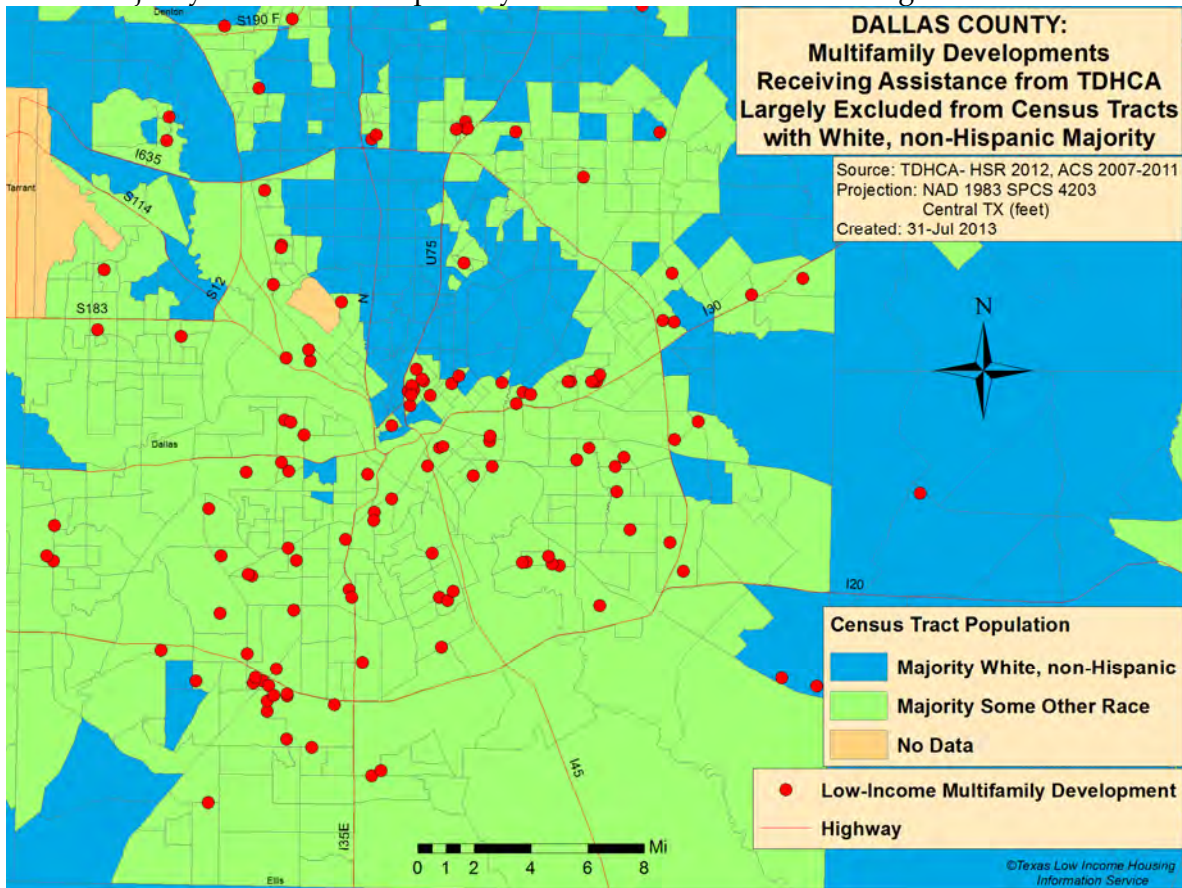 DALLAS COUNTY:
Multifamily Developments
Receiving Assistance from TDHCA
Largely Excluded from Census Tracts
with White, non-Hispanic Majority
Source: TDHCA- HSR 2012, ACS 2007-2011
Projection: NAD 1983 SPCS 4203
Central TX (feet)
Created: 31-Jul 2013
Denton
S190 F
I635
Tarrant
S114
U75
S12
N
I30
S183
N
Dallas
I20
Census Tract Population
Majority White, non-Hispanic
Majority Some Other Race
No Data
Low-Income Multifamily Development
Highway
I45
I35E
Mi
0 1 2 4 6 8
Ellis
©Texas Low Income Housing
Information Service